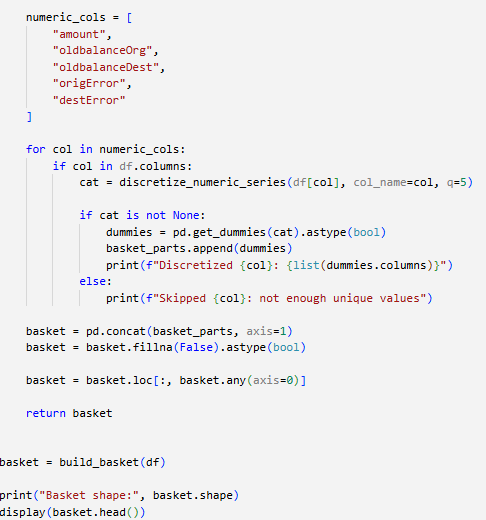 numeric_cols = [
    "amount",
    "oldbalanceOrg",
    "oldbalanceDest",
    "origError",
    "destError"
]
for col in numeric_cols:
    if col in df.columns:
        cat = discretize_numeric_series(df[col], col_name=col, q=5)
        if cat is not None:
            dummies = pd.get_dummies(cat).astype(bool)
            basket_parts.append(dummies)
            print(f"Discretized {col}: {list(dummies.columns)}")
        else:
            print(f"Skipped {col}: not enough unique values")
basket = pd.concat(basket_parts, axis=1)
basket = basket.fillna(False).astype(bool)
basket = basket.loc[:, basket.any(axis=0)]
return basket
basket = build_basket(df)
print("Basket shape:", basket.shape)
display(basket.head())